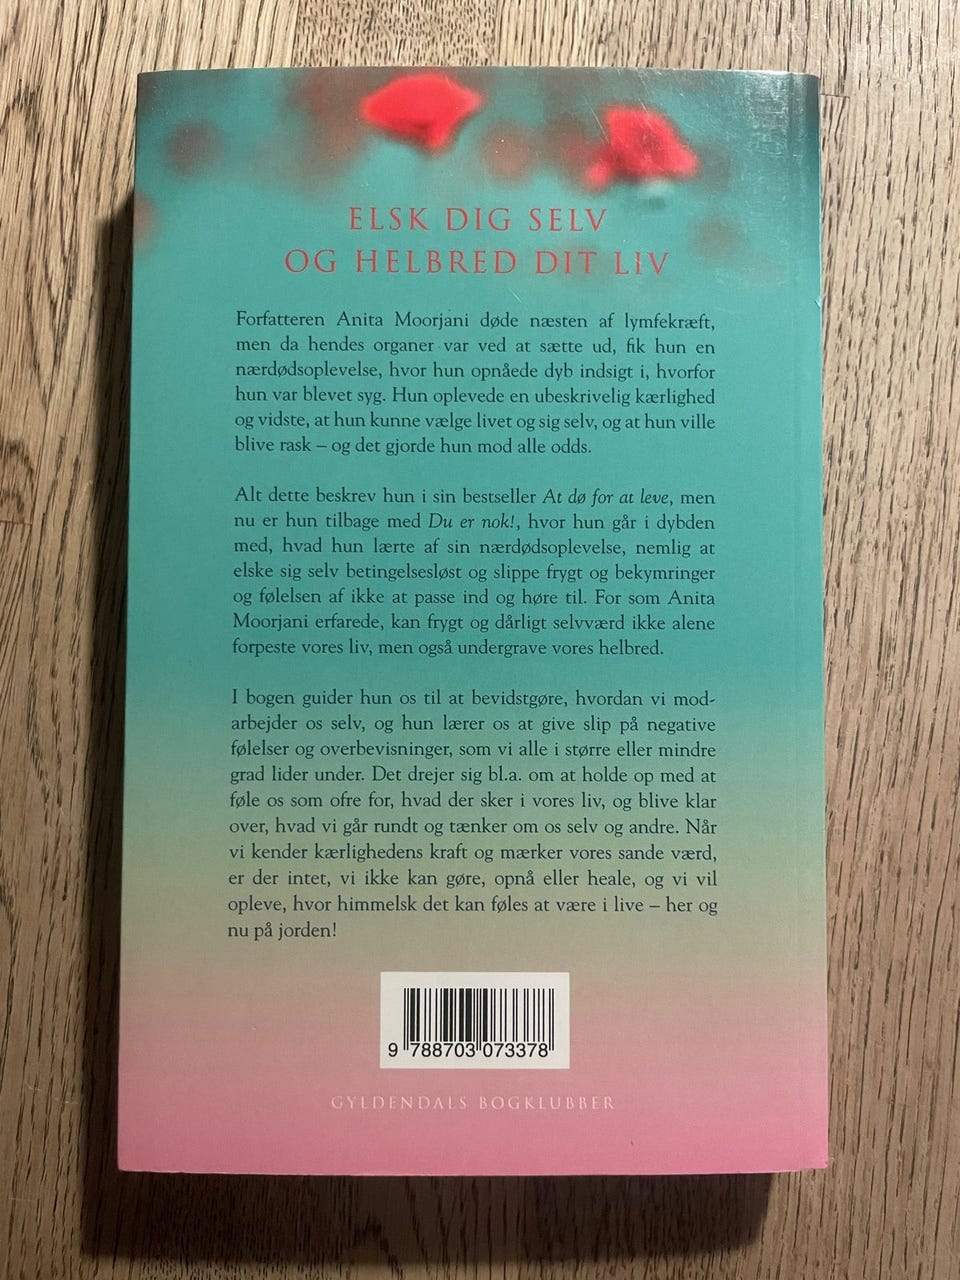 ELSK DIG SELV
OG HELBRED DIT LIV
Forfatteren Anita Moorjani døde næsten af lymfekræft,
men da hendes organer var ved at sætte ud, fik hun en
nærdødsoplevelse, hvor hun opnåede dyb indsigt i, hvorfor
hun var blevet syg. Hun oplevede en ubeskrivelig kærlighed
og vidste, at hun kunne vælge livet og sig selv, og at hun ville
blive rask – og det gjorde hun mod alle odds.
Alt dette beskrev hun i sin bestseller At dø for at leve, men
nu er hun tilbage med Du er nok!, hvor hun går i dybden
med, hvad hun lærte af sin nærdødsoplevelse, nemlig at
elske sig selv betingelsesløst og slippe frygt og bekymringer
og følelsen af ikke at passe ind og høre til. For som Anita
Moorjani erfarede, kan frygt og dårligt selvværd ikke alene
forpeste vores liv, men også undergrave vores helbred.
I bogen guider hun os til at bevidstgøre, hvordan vi mod-
arbejder os selv, og hun lærer os at give slip på negative
følelser og overbevisninger, som vi alle i større eller mindre
grad lider under. Det drejer sig bl.a. om at holde op med at
føle os som ofre for, hvad der sker i vores liv, og blive klar
over, hvad vi går rundt og tænker om os selv og andre. Når
vi kender kærlighedens kraft og mærker vores sande værd,
er der intet, vi ikke kan gøre, opnå eller heale, og vi vil
opleve, hvor himmelsk det kan føles at være i live – her og
nu på jorden!
9 788703 073378
GYLDENDALS BOGKLUBBER